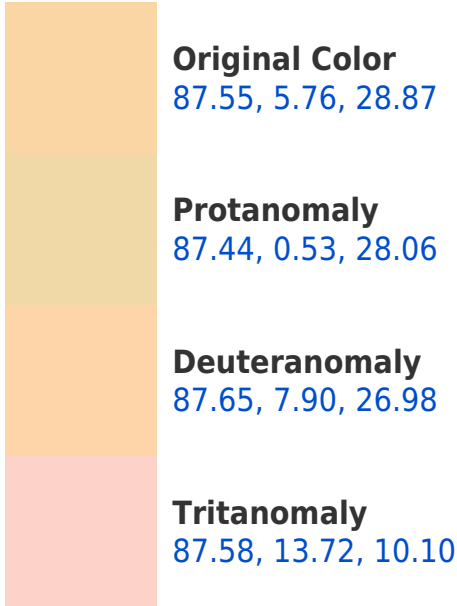 Original Color
87.55, 5.76, 28.87
Protanomaly
87.44, 0.53, 28.06
Deuteranomaly
87.65, 7.90, 26.98
Tritanomaly
87.58, 13.72, 10.10